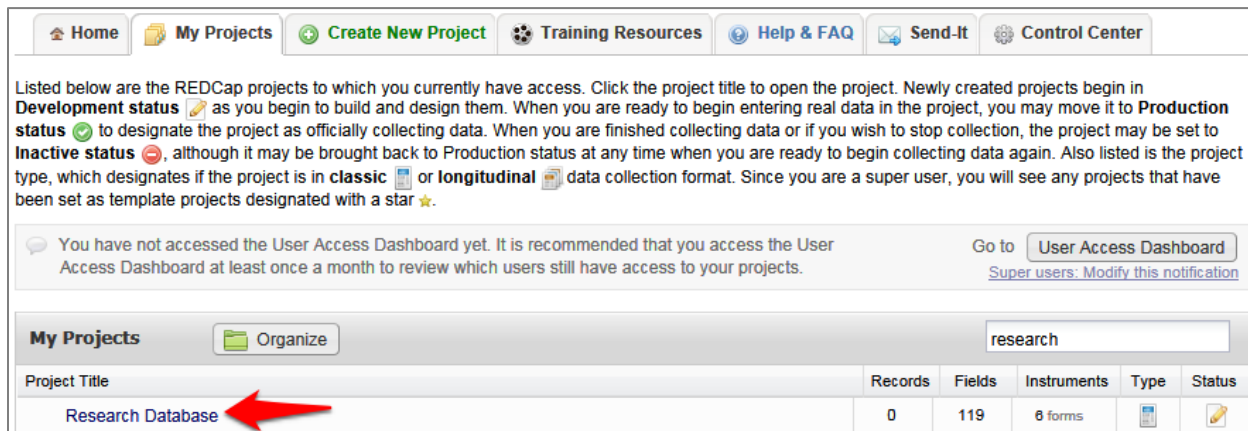 Home My Projects Create New Project Training Resources Help & FAQ Send-It Control Center
Listed below are the REDCap projects to which you currently have access. Click the project title to open the project. Newly created projects begin in
Development status as you begin to build and design them. When you are ready to begin entering real data in the project, you may move it to Production
status to designate the project as officially collecting data. When you are finished collecting data or if you wish to stop collection, the project may be set to
Inactive status , although it may be brought back to Production status at any time when you are ready to begin collecting data again. Also listed is the project
type, which designates if the project is in classic or longitudinal data collection format. Since you are a super user, you will see any projects that have
been set as template projects designated with a star .
You have not accessed the User Access Dashboard yet. It is recommended that you access the User
Access Dashboard at least once a month to review which users still have access to your projects.
Go to User Access Dashboard
Super users: Modify this notification
My Projects Organize research
Project Title Records Fields Instruments Type Status
Research Database 0 119 6 forms